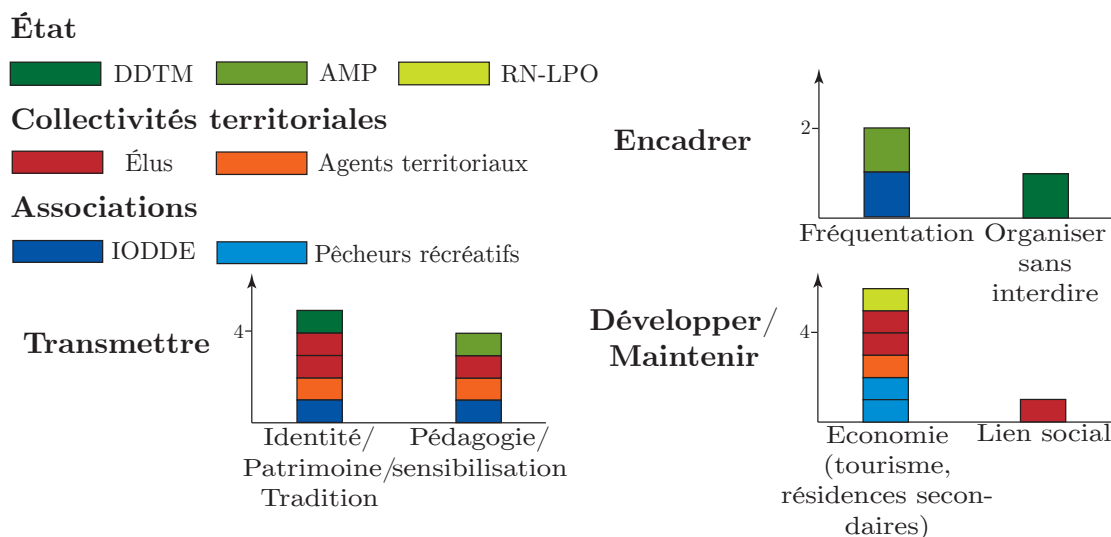 État
DDTM AMP RN-LPO
Collectivités territoriales
Élus Agents territoriaux
Associations
IODDE Pêcheurs récréatifs
Encadrer
2
Fréquentation
Organiser
sans
interdire
Transmettre
4
Identité/
Patrimoine/
Tradition
Pédagogie/
sensibilisation
Développer/
Maintenir
4
Economie
(tourisme,
résidences secon-
daires)
Lien social